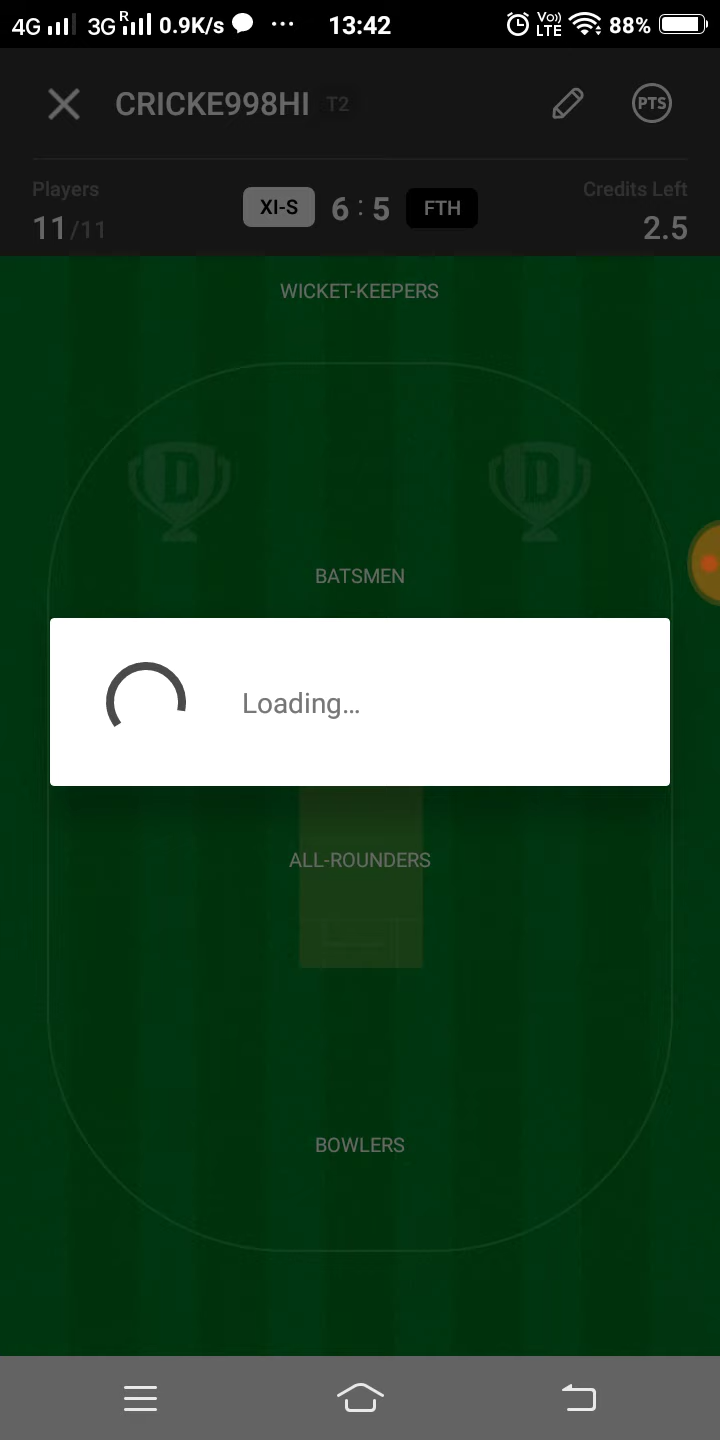 4G 3G R 0.9K/s ... 13:42 Vo)) LTE 88%
CRICKE998HI T2 PTS
Players Credits Left
XI-S 6 : 5 FTH
11/11 2.5
WICKET-KEEPERS
D D
BATSMEN
Loading...
ALL-ROUNDERS
BOWLERS